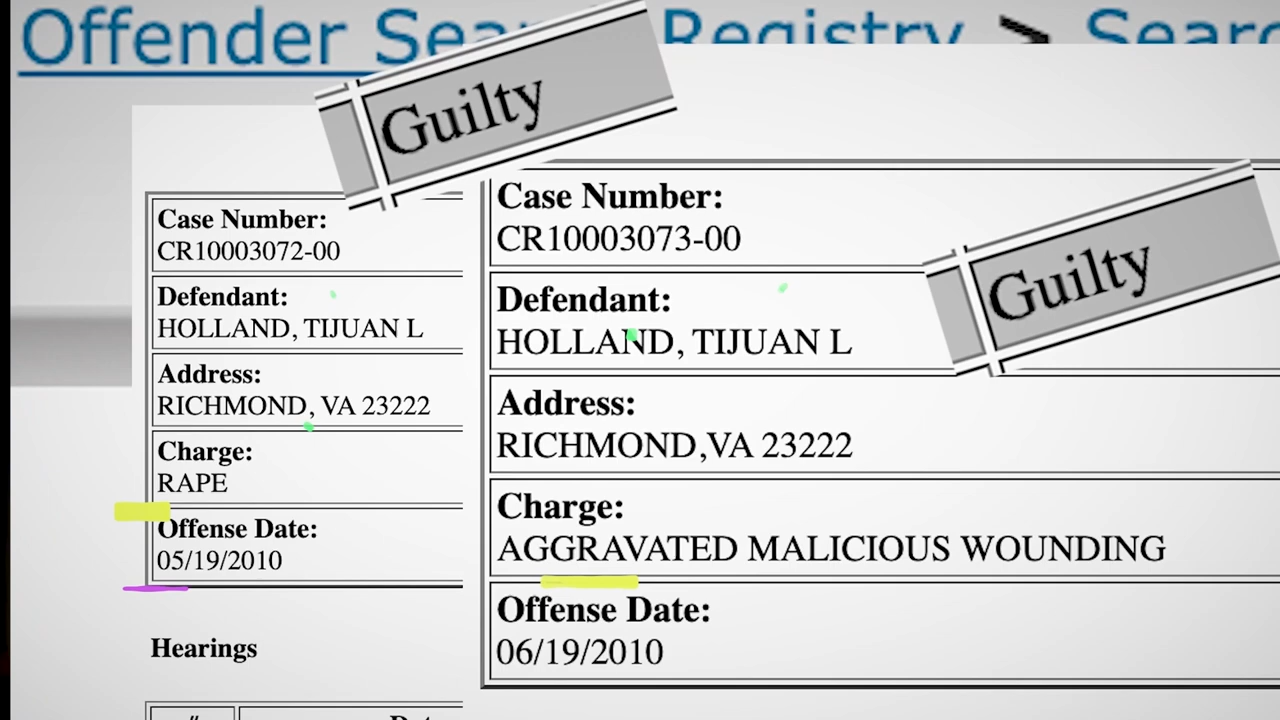 Offender Sea Registry > Searc
Guilty
Case Number:
CR10003072-00
Defendant:
HOLLAND, TIJUAN L
Address:
RICHMOND, VA 23222
Charge:
RAPE
Offense Date:
05/19/2010
Hearings
#
Guilty
Case Number:
CR10003073-00
Defendant:
HOLLAND, TIJUAN L
Address:
RICHMOND,VA 23222
Charge:
AGGRAVATED MALICIOUS WOUNDING
Offense Date:
06/19/2010